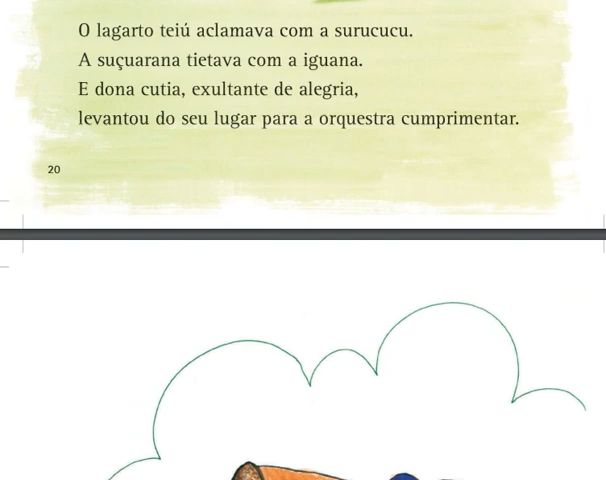 O lagarto teiú aclamava com a surucucu.
A suçuarana tietava com a iguana.
E dona cutia, exultante de alegria,
levantou do seu lugar para a orquestra cumprimentar.
20